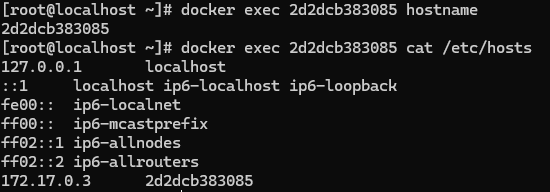 [root@localhost ~]# docker exec 2d2dcb383085 hostname
2d2dcb383085
[root@localhost ~]# docker exec 2d2dcb383085 cat /etc/hosts
127.0.0.1 localhost
::1 localhost ip6-localhost ip6-loopback
fe00:: ip6-localnet
ff00:: ip6-mcastprefix
ff02::1 ip6-allnodes
ff02::2 ip6-allrouters
172.17.0.3 2d2dcb383085